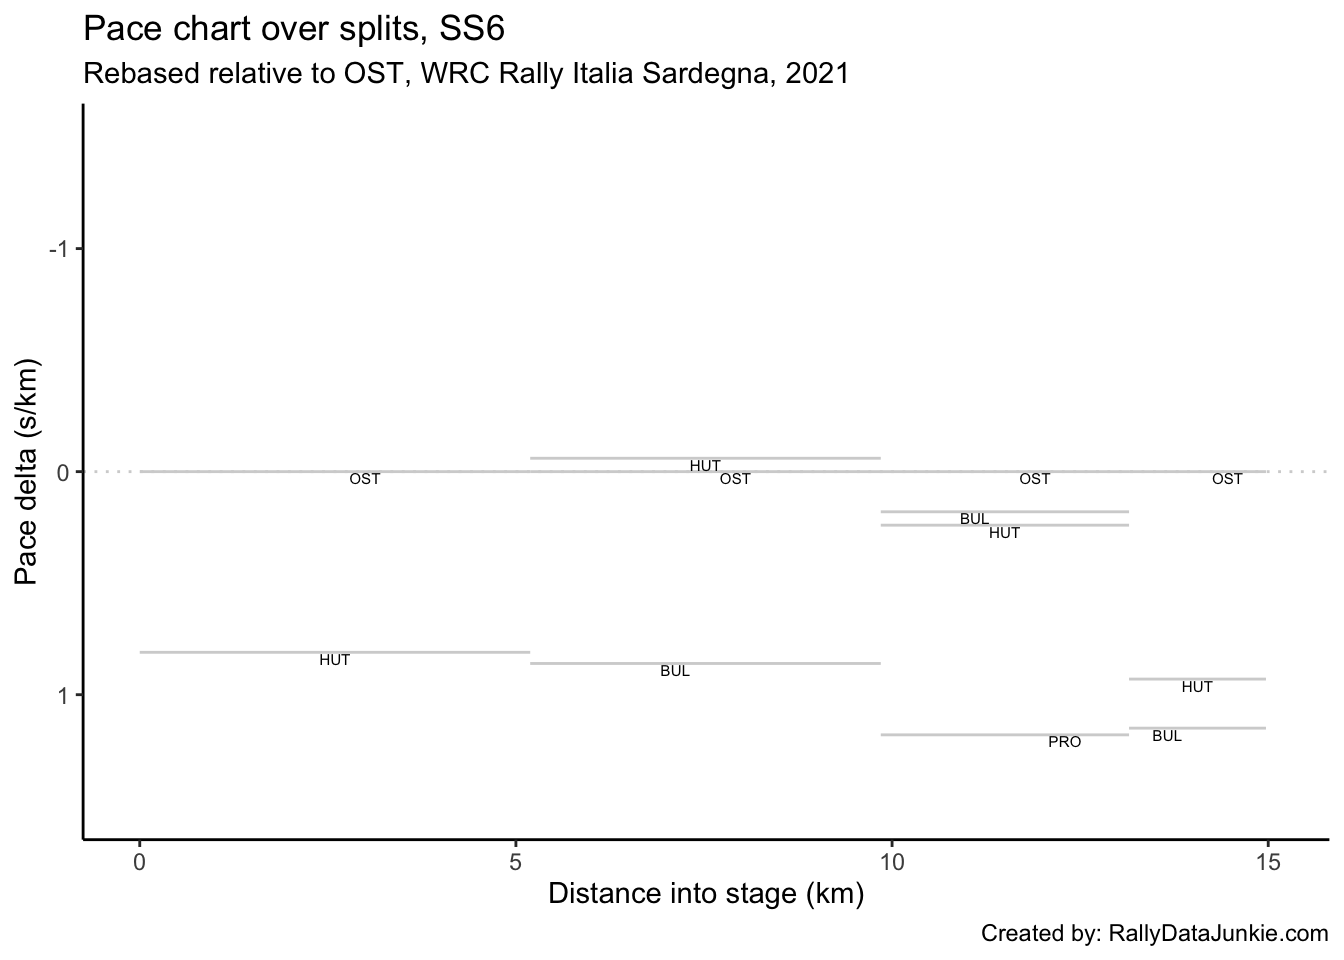 Pace chart over splits, SS6
Rebased relative to OST, WRC Rally Italia Sardegna, 2021
Pace delta (s/km)
-1
0
1
HUT
OST OST OST OST
BUL
HUT
HUT
BUL
HUT
BUL
PRO
0 5 10 15
Distance into stage (km)
Created by: RallyDataJunkie.com